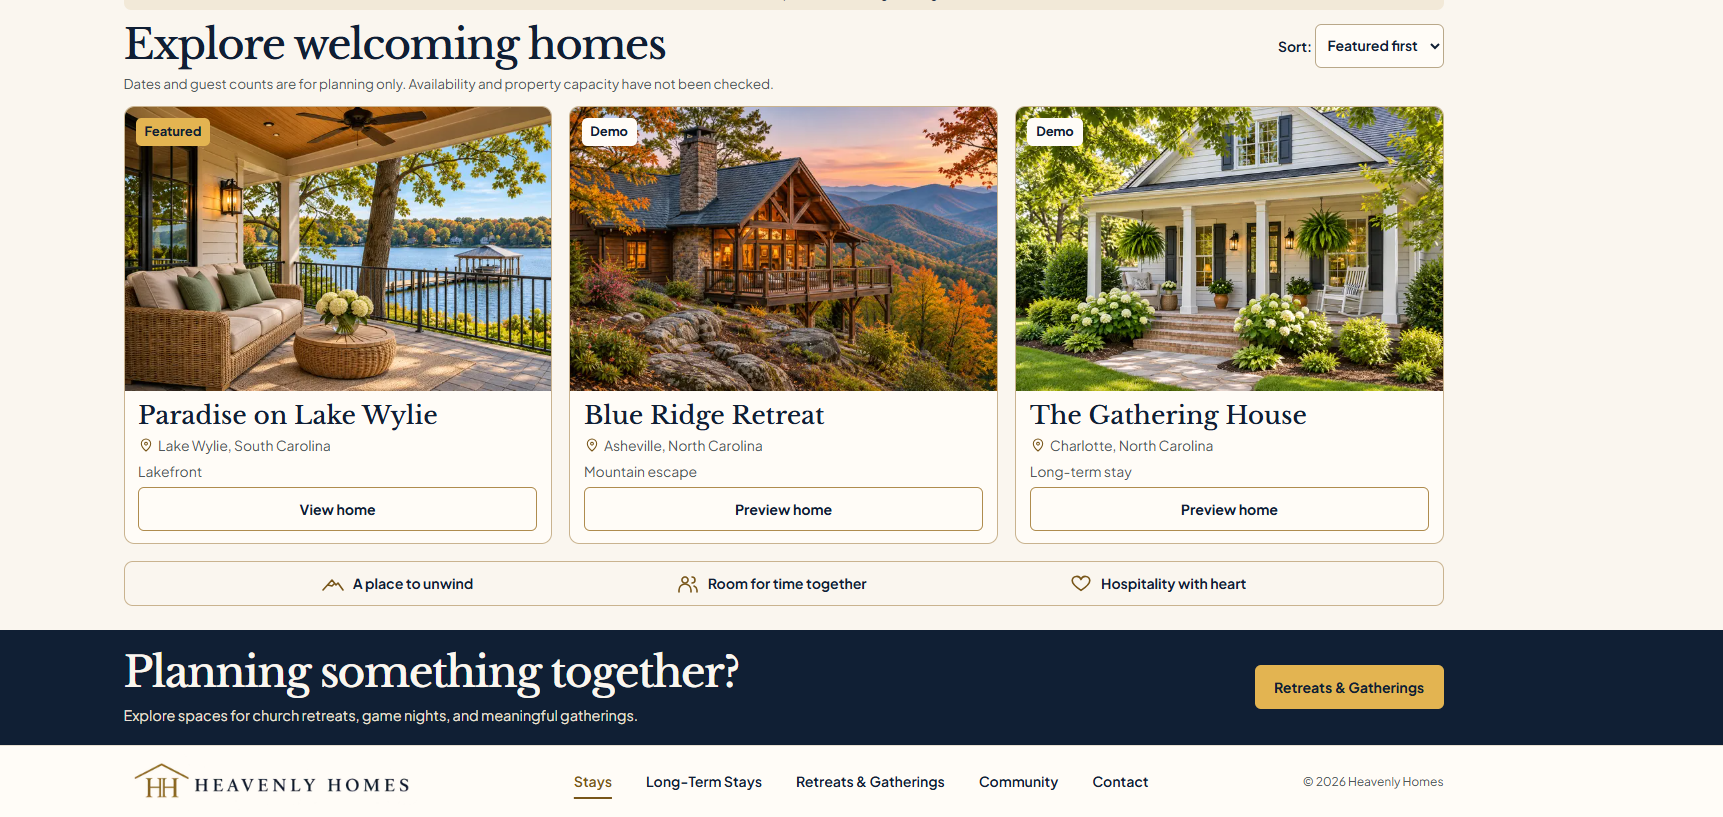 Explore welcoming homes
Sort: Featured first
Dates and guest counts are for planning only. Availability and property capacity have not been checked.
Featured
Demo
Demo
Paradise on Lake Wylie
Lake Wylie, South Carolina
Lakefront
View home
Blue Ridge Retreat
Asheville, North Carolina
Mountain escape
Preview home
The Gathering House
Charlotte, North Carolina
Long-term stay
Preview home
A place to unwind
Room for time together
Hospitality with heart
Planning something together?
Explore spaces for church retreats, game nights, and meaningful gatherings.
Retreats & Gatherings
HH HEAVENLY HOMES
Stays
Long-Term Stays
Retreats & Gatherings
Community
Contact
© 2026 Heavenly Homes